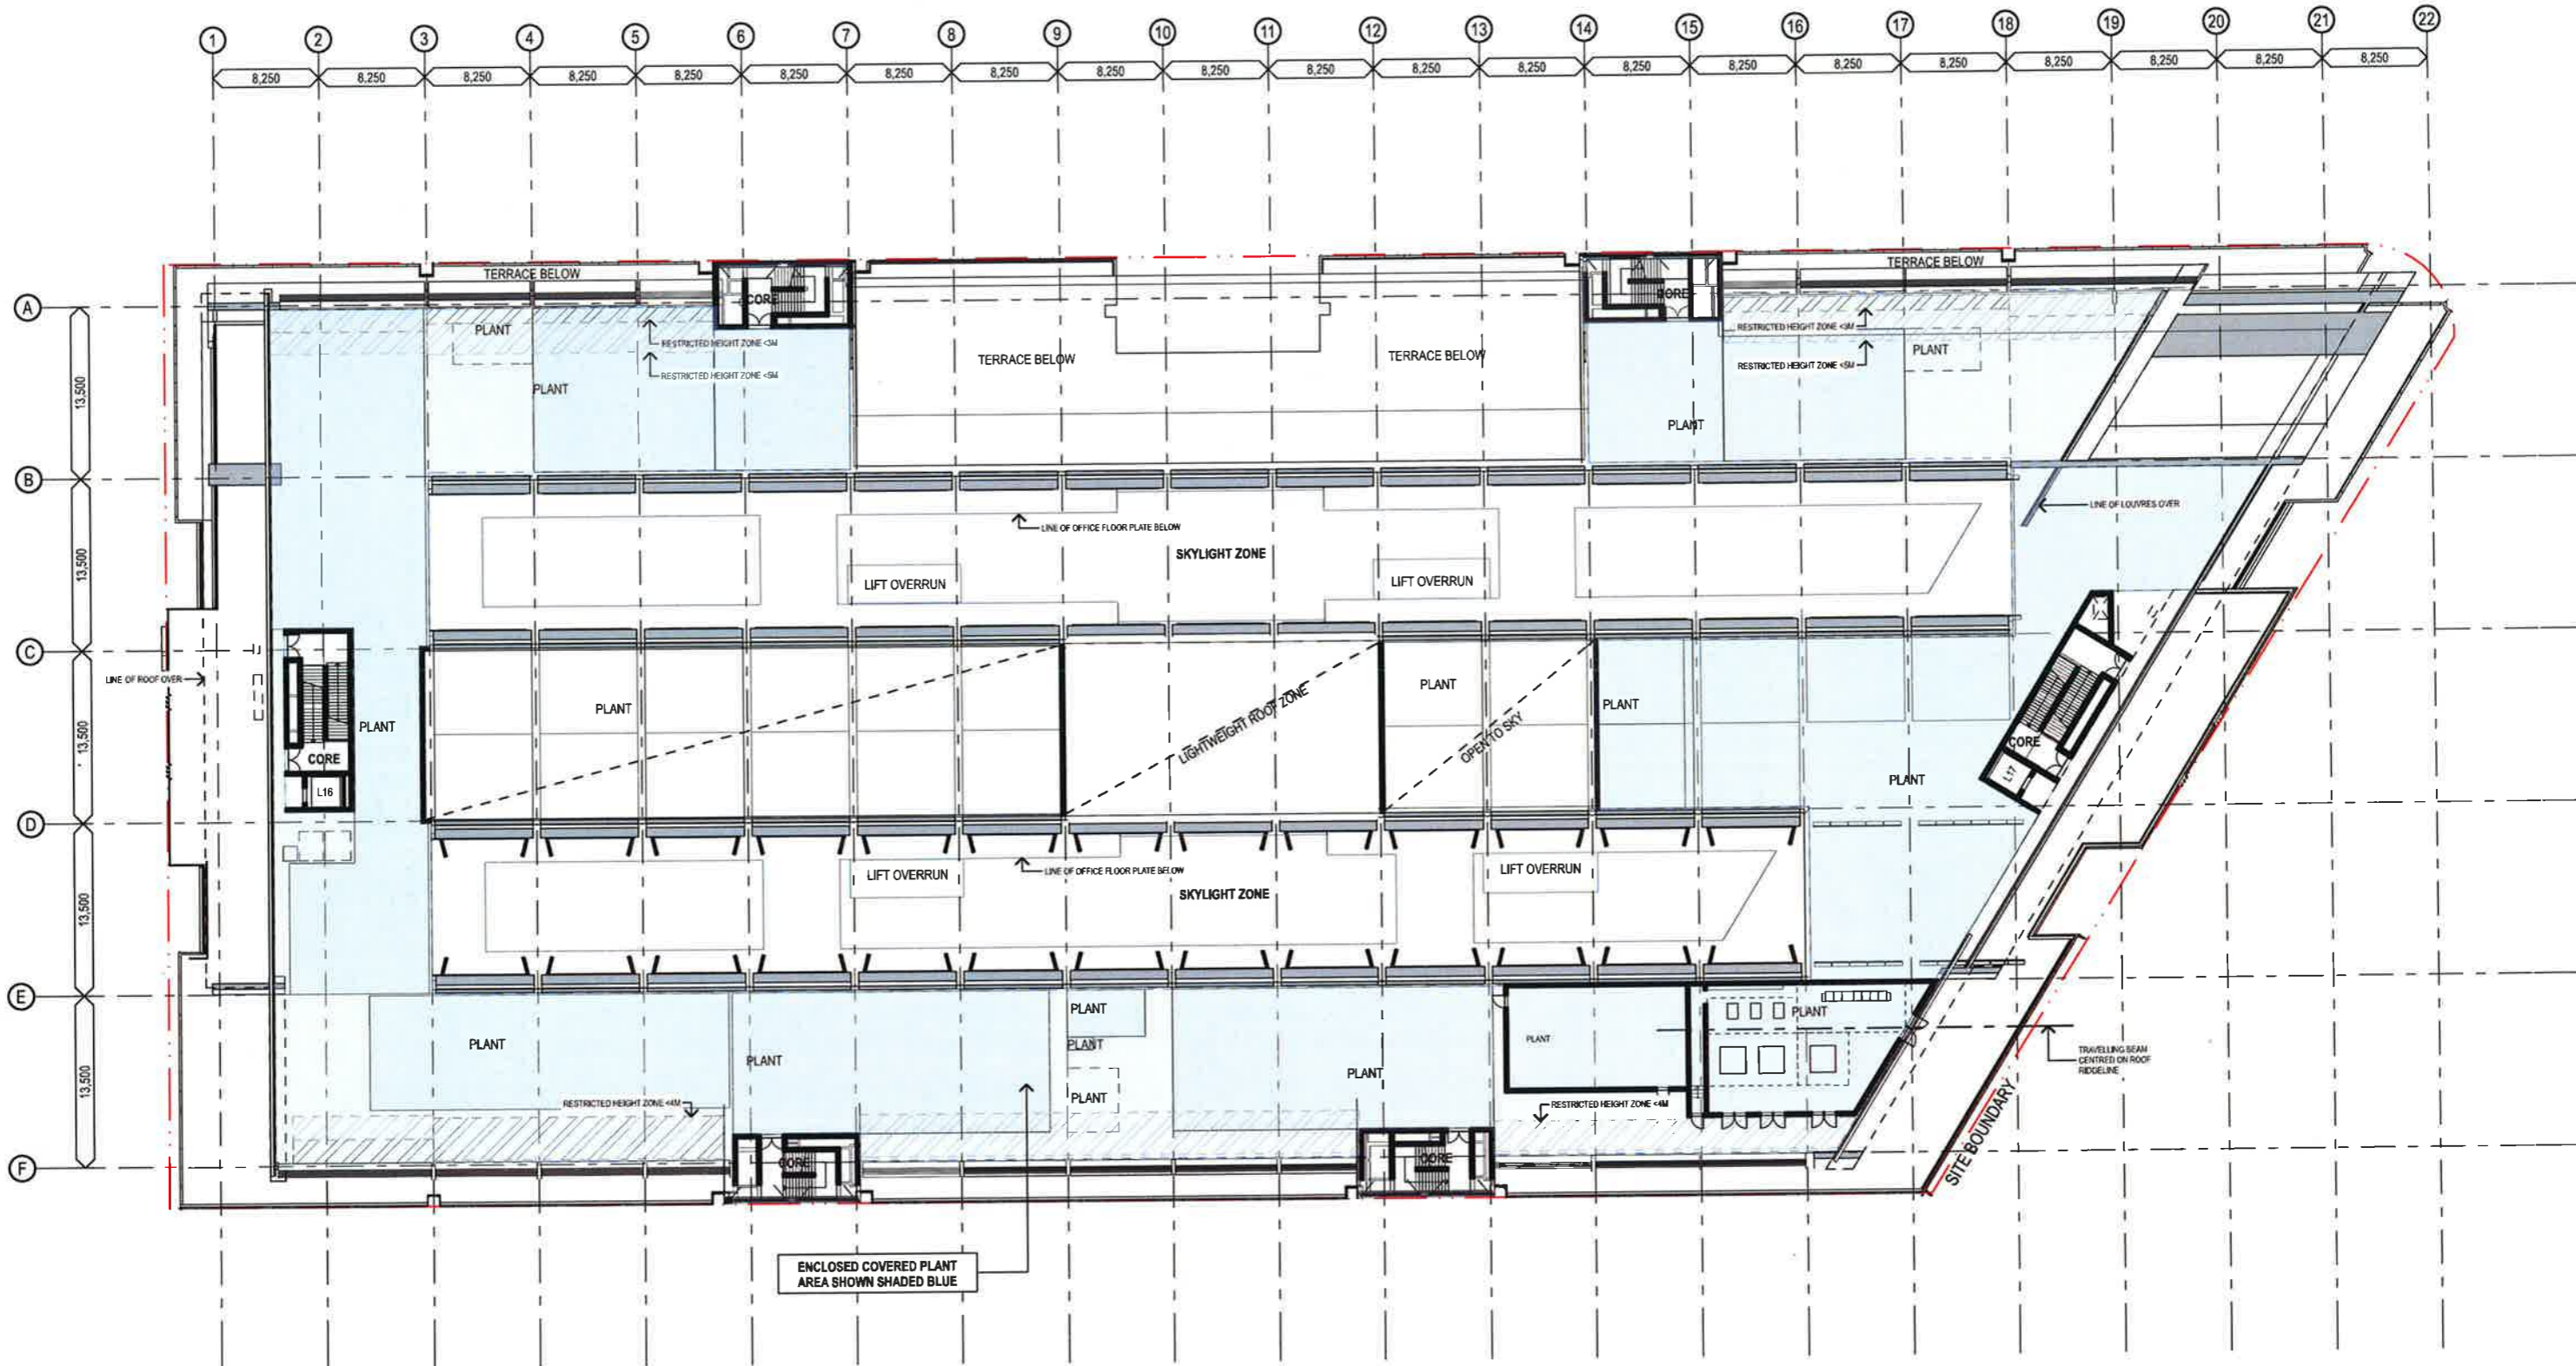 1 2 3 4 5 6 7 8 9 10 11 12 13 14 15 16 17 18 19 20 21 22
8,250 8,250 8,250 8,250 8,250 8,250 8,250 8,250 8,250 8,250 8,250 8,250 8,250 8,250 8,250 8,250 8,250 8,250 8,250 8,250 8,250
TERRACE BELOW
TERRACE BELOW
A
CORE
CORE
PLANT
RESTRICTED HEIGHT ZONE <3M
RESTRICTED HEIGHT ZONE <3M
TERRACE BELOW
TERRACE BELOW
PLANT
RESTRICTED HEIGHT ZONE <5M
RESTRICTED HEIGHT ZONE <5M
13,500
PLANT
PLANT
B
LINE OF LOUVRES OVER
LINE OF OFFICE FLOOR PLATE BELOW
SKYLIGHT ZONE
13,500
LIFT OVERRUN
LIFT OVERRUN
C
LINE OF ROOF OVER
PLANT
PLANT
PLANT
PLANT
LIGHTWEIGHT ROOF ZONE
OPEN TO SKY
13,500
CORE
CORE
PLANT
L16
L17
D
LIFT OVERRUN
LINE OF OFFICE FLOOR PLATE BELOW
LIFT OVERRUN
SKYLIGHT ZONE
13,500
E
PLANT
PLANT
PLANT
PLANT
PLANT
PLANT
PLANT
PLANT
PLANT
TRAVELLING BEAM
CENTRED ON ROOF
RIDGELINE
13,500
RESTRICTED HEIGHT ZONE <4M
RESTRICTED HEIGHT ZONE <4M
SITE BOUNDARY
F
CORE
CORE
ENCLOSED COVERED PLANT
AREA SHOWN SHADED BLUE